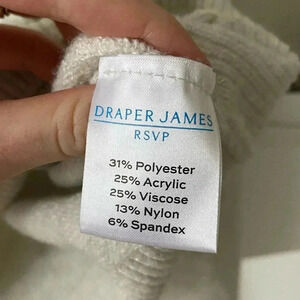 DRAPER JAMES
RSVP
31% Polyester
25% Acrylic
25% Viscose
13% Nylon
6% Spandex